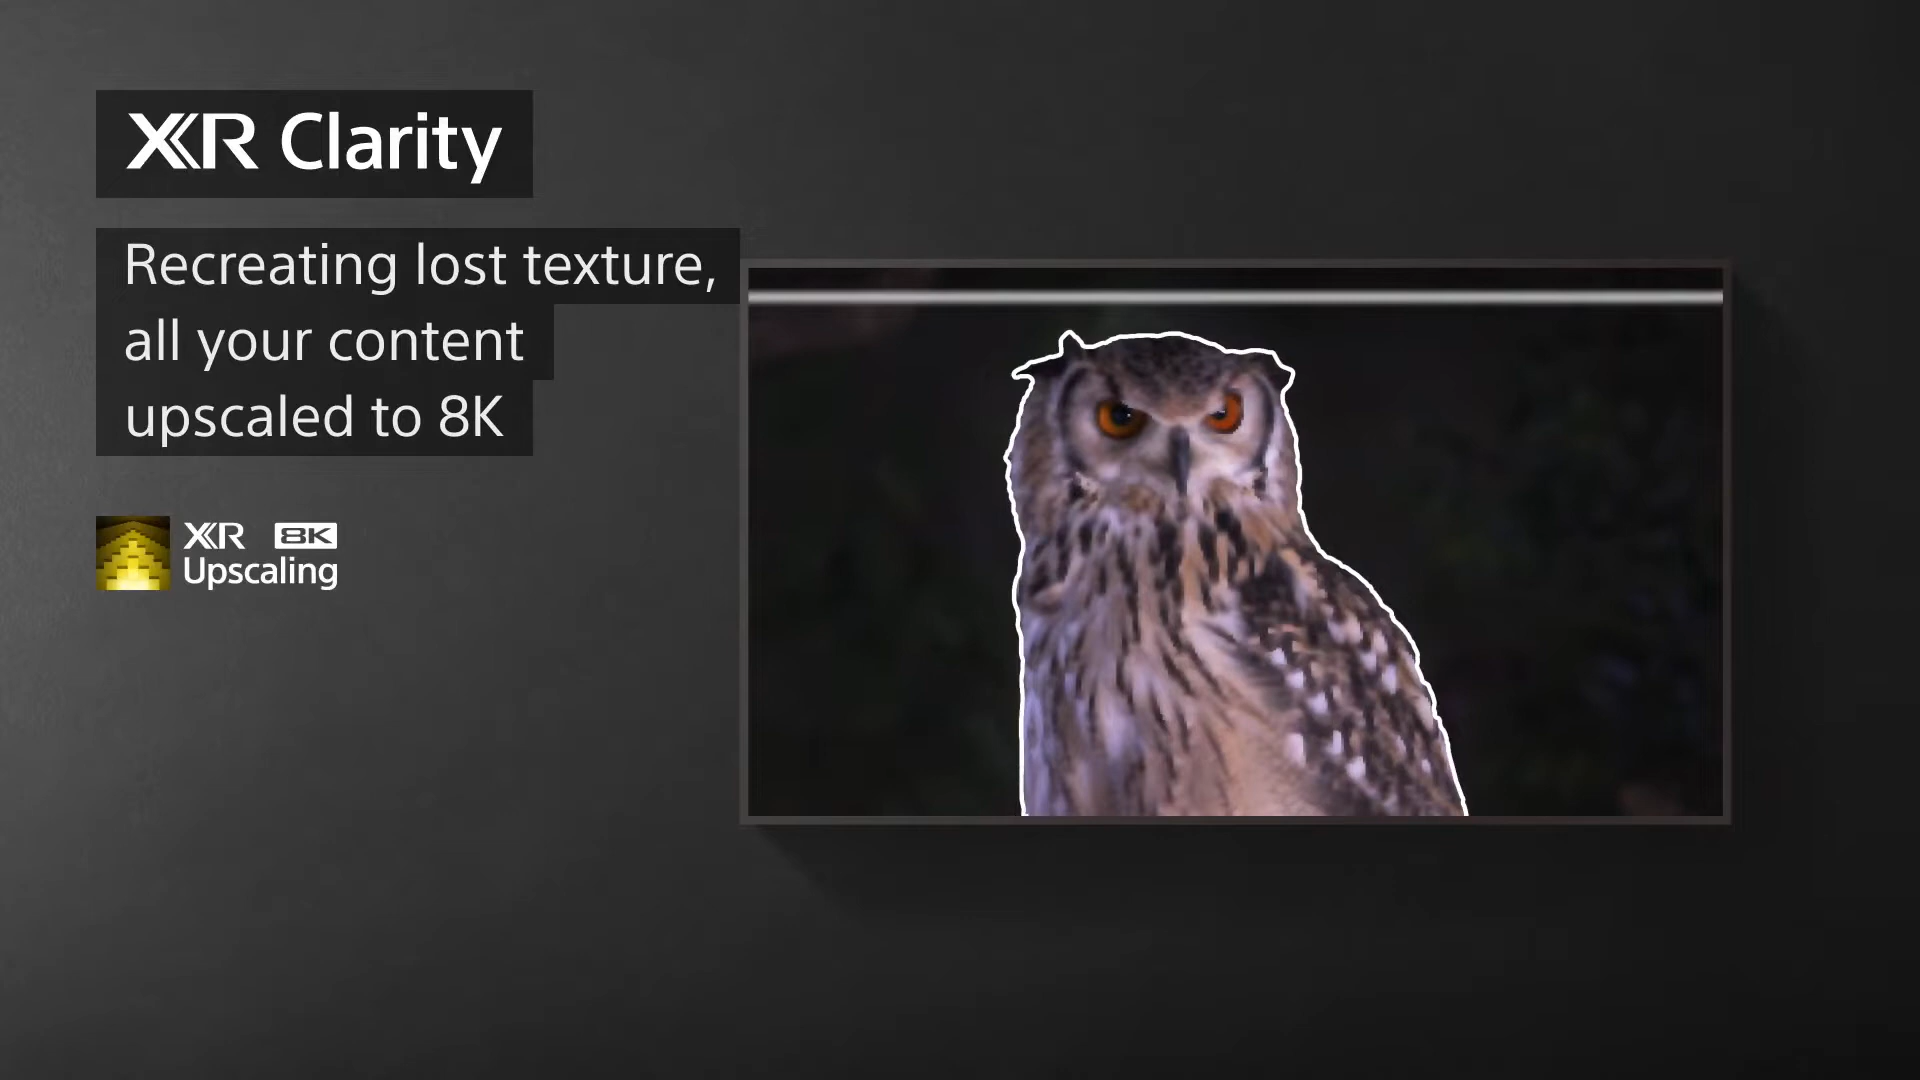 XR Clarity
Recreating lost texture,
all your content
upscaled to 8K
XR 8K
Upscaling